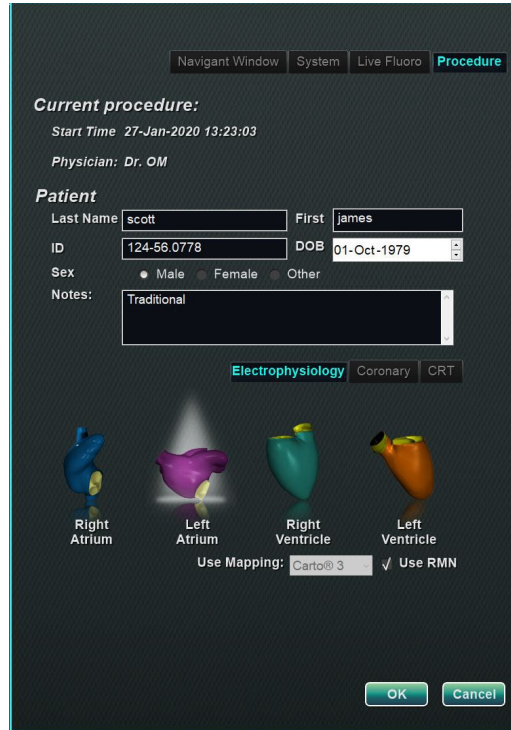 Navigant Window System Live Fluoro Procedure
Current procedure:
Start Time 27-Jan-2020 13:23:03
Physician: Dr. OM
Patient
Last Name scott First james
ID 124-56.0778 DOB 01-Oct-1979
Sex Male Female Other
Notes: Traditional
Electrophysiology Coronary CRT
Right Atrium Left Atrium Right Ventricle Left Ventricle
Use Mapping: Carto® 3 Use RMN
OK Cancel